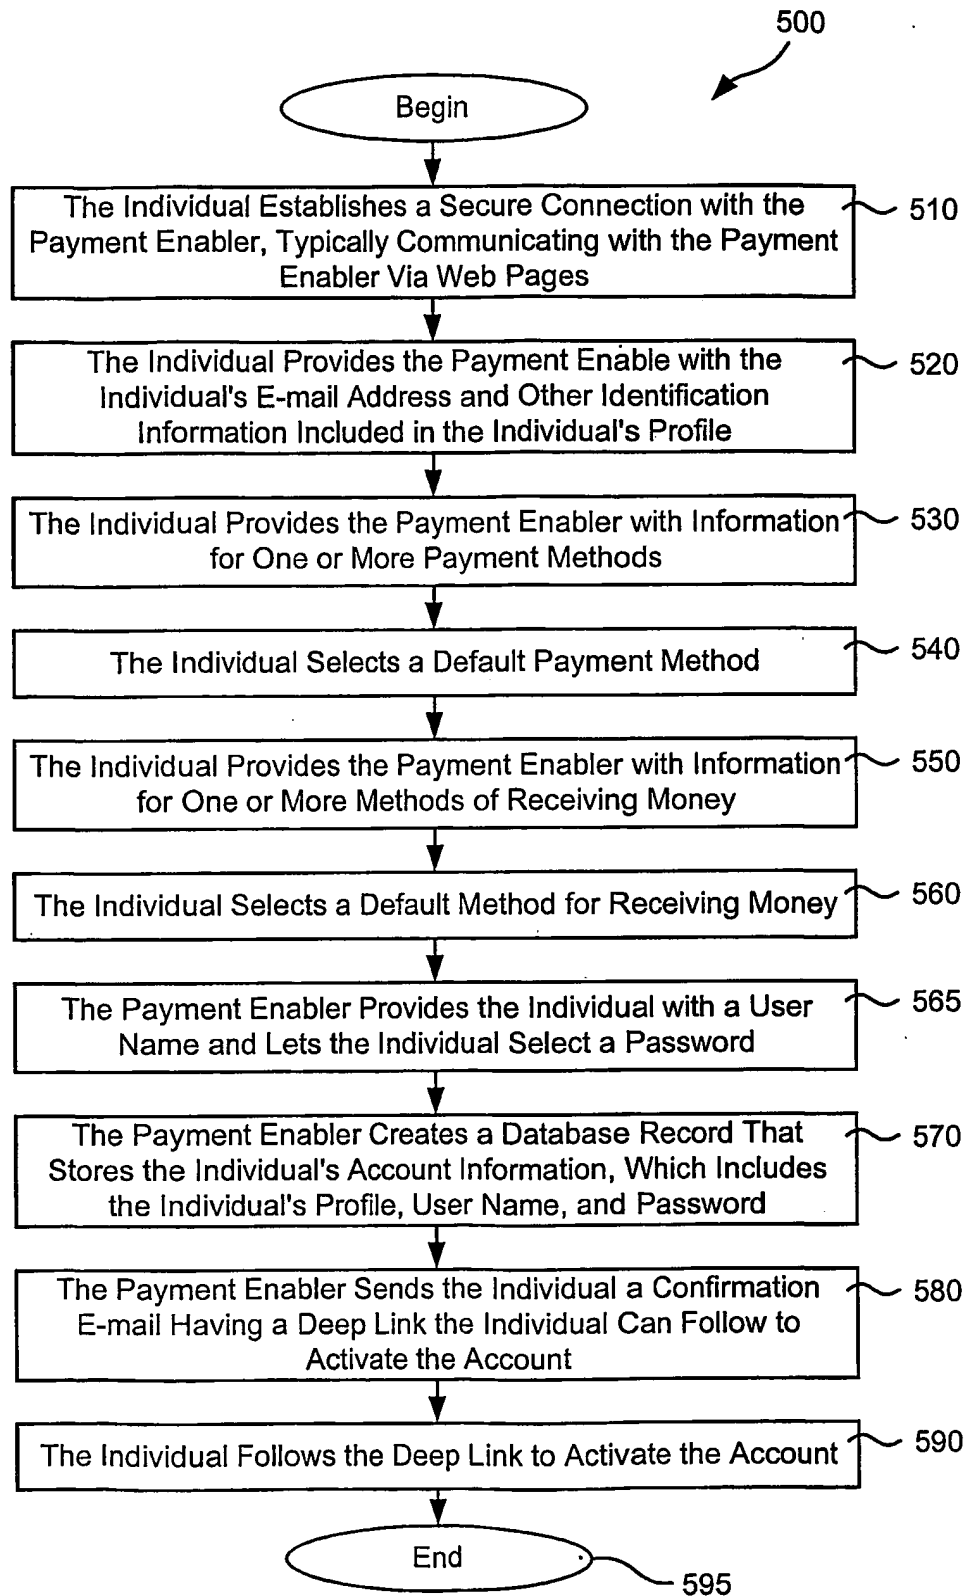 500
Begin
The Individual Establishes a Secure Connection with the
Payment Enabler, Typically Communicating with the Payment
Enabler Via Web Pages
510
The Individual Provides the Payment Enable with the
Individual's E-mail Address and Other Identification
Information Included in the Individual's Profile
520
The Individual Provides the Payment Enabler with Information
for One or More Payment Methods
530
The Individual Selects a Default Payment Method
540
The Individual Provides the Payment Enabler with Information
for One or More Methods of Receiving Money
550
The Individual Selects a Default Method for Receiving Money
560
The Payment Enabler Provides the Individual with a User
Name and Lets the Individual Select a Password
565
The Payment Enabler Creates a Database Record That
Stores the Individual's Account Information, Which Includes
the Individual's Profile, User Name, and Password
570
The Payment Enabler Sends the Individual a Confirmation
E-mail Having a Deep Link the Individual Can Follow to
Activate the Account
580
The Individual Follows the Deep Link to Activate the Account
590
End
595